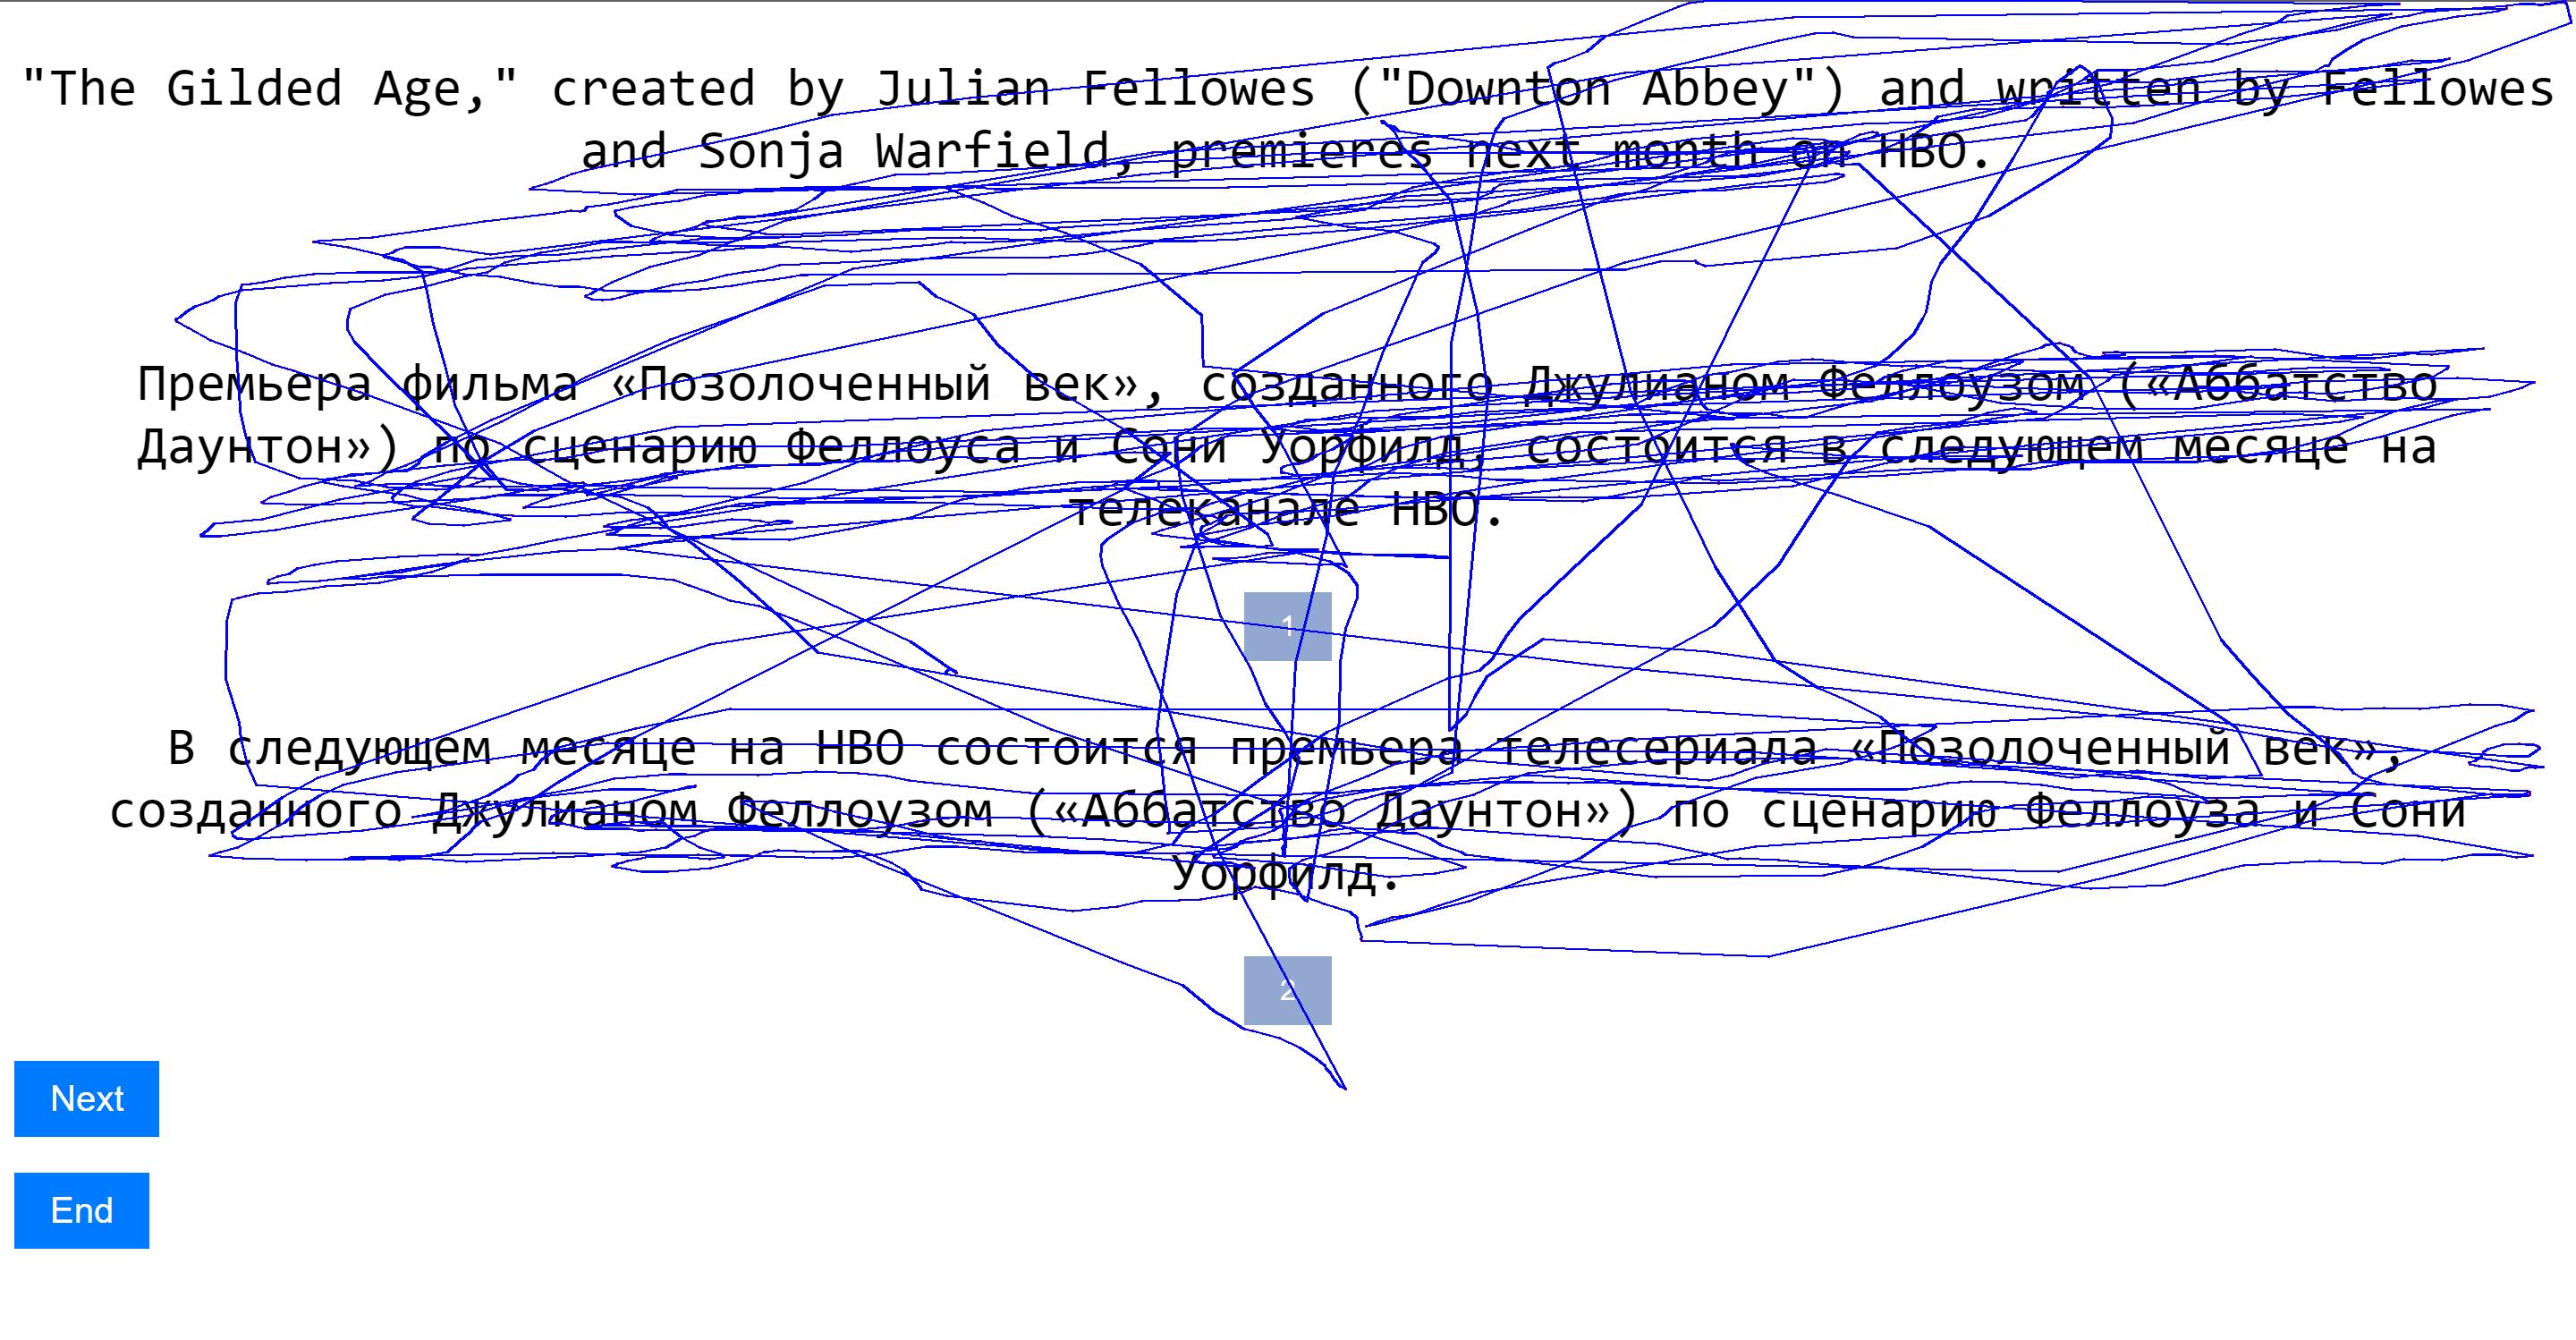 "The Gilded Age," created by Julian Fellowes ("Downton Abbey") and written by Fellowes
and Sonja Warfield, premieres next month on HBO.
Премьера фильма «Позолоченный век», созданного Джулианом Феллоузом («Аббатство
Даунтон») по сценарию Феллоуса и Сони Уорфилд, состоится в следующем месяце на
телеканале HBO.
1
В следующем месяце на HBO состоится премьера телесериала «Позолоченный век»,
созданного Джулианом Феллоузом («Аббатство Даунтон») по сценарию Феллоуза и Сони
Уорфилд.
2
Next
End